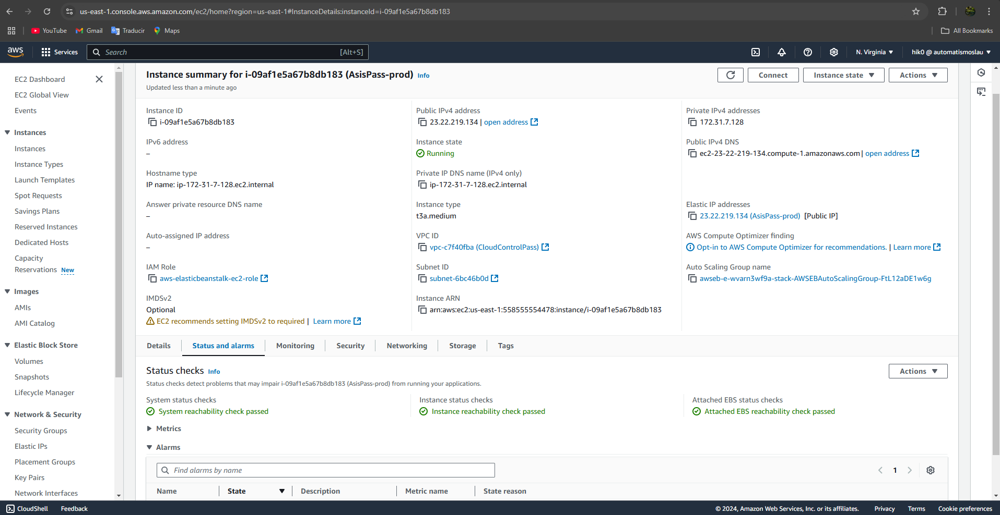 us-east-1.console.aws.amazon.com/ec2/home?region=us-east-1#InstanceDetails:instanceId=i-09af1e5a67b8db183
YouTube Gmail Traducir Maps All Bookmarks
aws Services Search [Alt+S] N. Virginia hik0 @ automatismoslau
EC2 Dashboard
EC2 Global View
Events
Instances
Instances
Instance Types
Launch Templates
Spot Requests
Savings Plans
Reserved Instances
Dedicated Hosts
Capacity
Reservations New
Images
AMIs
AMI Catalog
Elastic Block Store
Volumes
Snapshots
Lifecycle Manager
Network & Security
Security Groups
Elastic IPs
Placement Groups
Key Pairs
Network Interfaces
Instance summary for i-09af1e5a67b8db183 (AsisPass-prod) Info
Updated less than a minute ago
Connect Instance state Actions
Instance ID
i-09af1e5a67b8db183
Public IPv4 address
23.22.219.134 | open address
Private IPv4 addresses
172.31.7.128
IPv6 address
–
Instance state
Running
Public IPv4 DNS
ec2-23-22-219-134.compute-1.amazonaws.com | open address
Hostname type
IP name: ip-172-31-7-128.ec2.internal
Private IP DNS name (IPv4 only)
ip-172-31-7-128.ec2.internal
Answer private resource DNS name
–
Instance type
t3a.medium
Elastic IP addresses
23.22.219.134 (AsisPass-prod) [Public IP]
Auto-assigned IP address
–
VPC ID
vpc-c7f40fba (CloudControlPass)
AWS Compute Optimizer finding
Opt-in to AWS Compute Optimizer for recommendations. | Learn more
IAM Role
aws-elasticbeanstalk-ec2-role
Subnet ID
subnet-6bc46b0d
Auto Scaling Group name
awseb-e-wvarn3wf9a-stack-AWSEBAutoScalingGroup-FtL12aDE1w6g
IMDSv2
Optional
EC2 recommends setting IMDSv2 to required | Learn more
Instance ARN
arn:aws:ec2:us-east-1:558555554478:instance/i-09af1e5a67b8db183
Details Status and alarms Monitoring Security Networking Storage Tags
Status checks Info
Actions
Status checks detect problems that may impair i-09af1e5a67b8db183 (AsisPass-prod) from running your applications.
System status checks
System reachability check passed
Instance status checks
Instance reachability check passed
Attached EBS status checks
Attached EBS reachability check passed
Metrics
Alarms
Find alarms by name
1
Name State Description Metric name State reason
CloudShell Feedback © 2024, Amazon Web Services, Inc. or its affiliates. Privacy Terms Cookie preferences